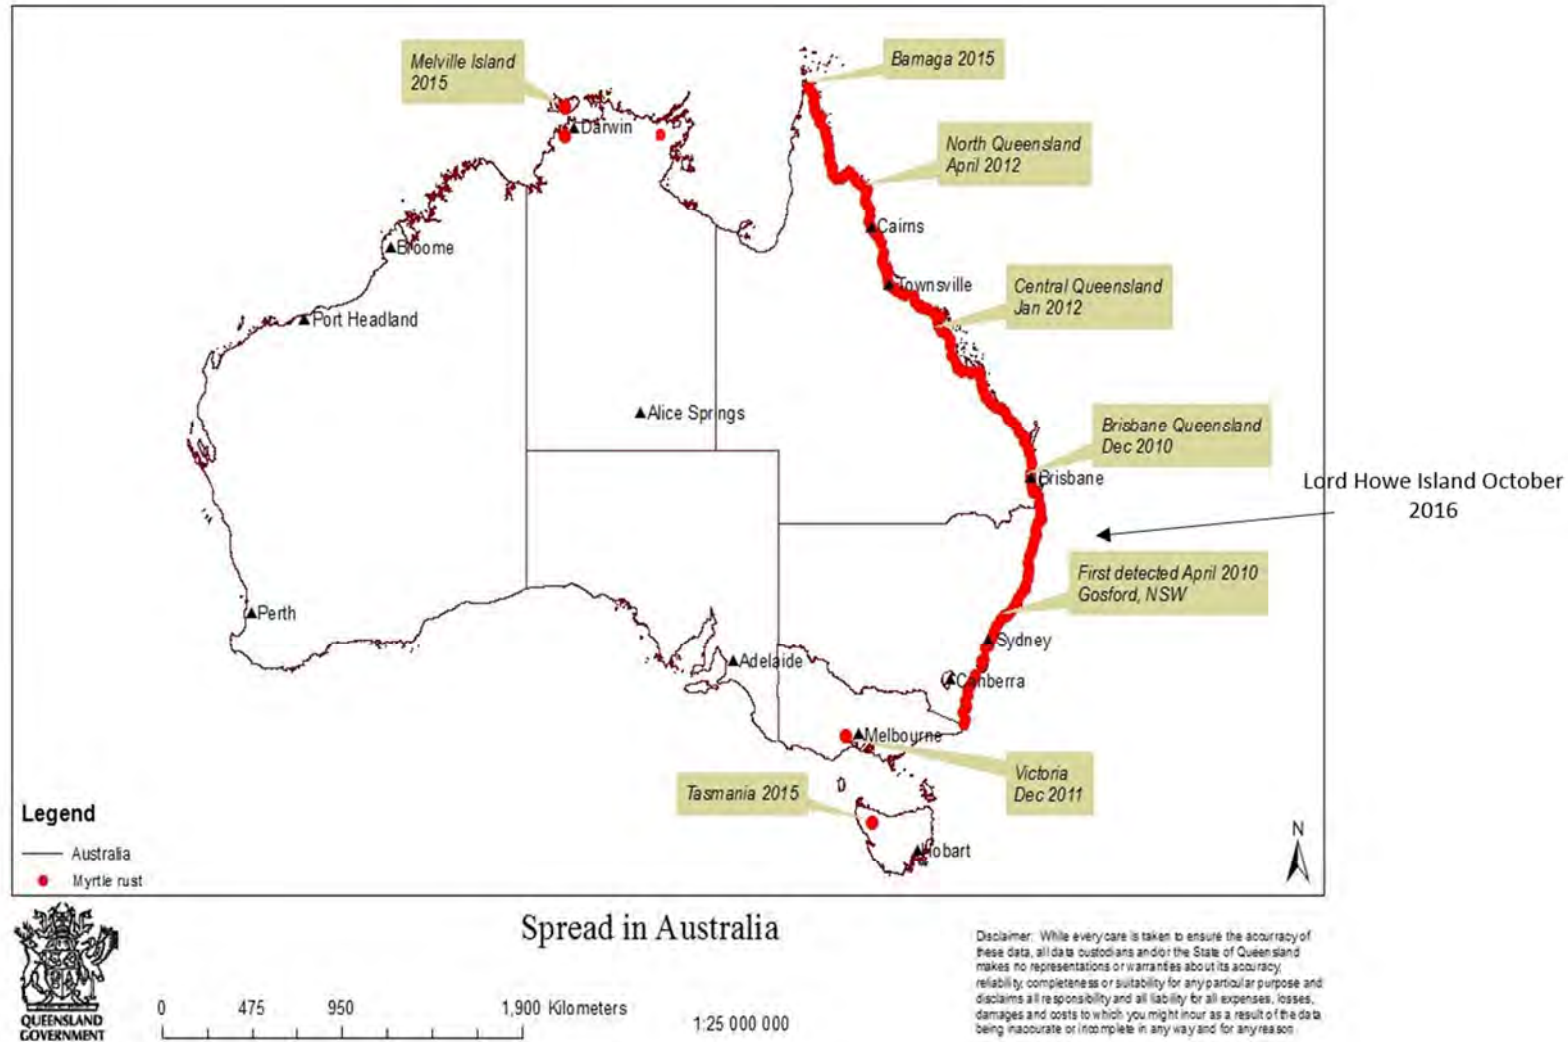 Melville Island
2015
Bamaga 2015
Darwin
North Queensland
April 2012
Cairns
Broome
Townsville
Central Queensland
Jan 2012
Port Headland
Alice Springs
Brisbane Queensland
Dec 2010
Brisbane
Lord Howe Island October
2016
First detected April 2010
Gosford, NSW
Perth
Sydney
Adelaide
Canberra
Melbourne
Victoria
Dec 2011
Tasmania 2015
Hobart
Legend
Australia
Myrtle rust
N
Spread in Australia
QUEENSLAND
GOVERNMENT
0 475 950 1,900 Kilometers
1:25 000 000
Disclaimer: While every care is taken to ensure the accurracy of
these data, all data custodians and/or the State of Queensland
makes no representations or warranties about its accuracy,
reliability, completeness or suitability for any particular purpose and
disclaims all responsibility and all liability for all expenses, losses,
damages and costs to which you might incur as a result of the data
being inaccurate or incomplete in any way and for any reason